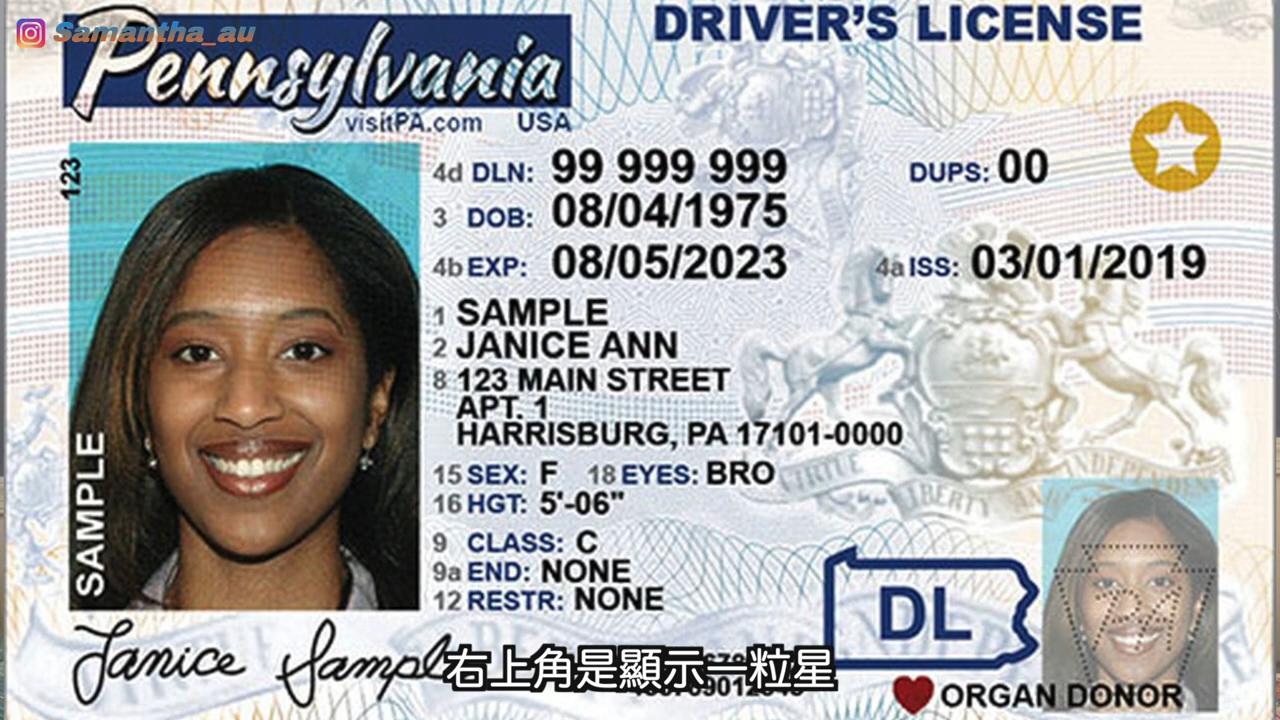 Samantha_au
Pennsylvania
visitPA.com USA
DRIVER'S LICENSE
123
4d DLN: 99 999 999
DUPS: 00
3 DOB: 08/04/1975
4b EXP: 08/05/2023
4a ISS: 03/01/2019
1 SAMPLE
2 JANICE ANN
8 123 MAIN STREET
APT. 1
HARRISBURG, PA 17101-0000
15 SEX: F 18 EYES: BRO
16 HGT: 5'-06"
9 CLASS: C
9a END: NONE
12 RESTR: NONE
SAMPLE
VIRTUE LIBERTY AND INDEPENDENCE
DL
Janice Sample
右上角是顯示一粒星
ORGAN DONOR